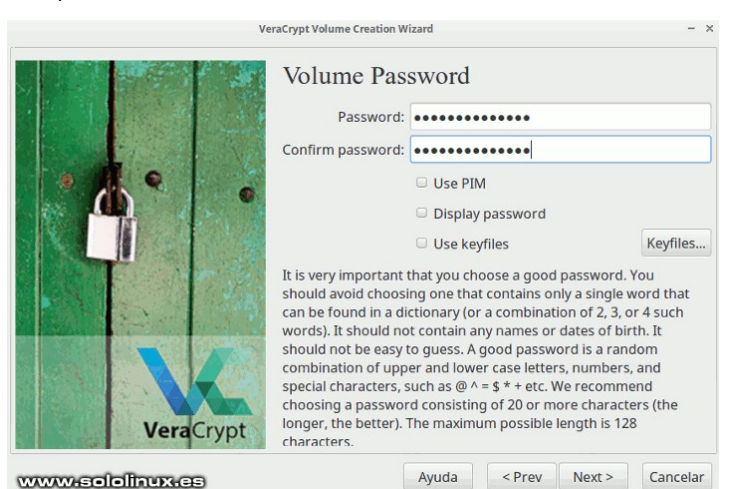 VeraCrypt Volume Creation Wizard
Volume Password
Password: ••••••••••••••
Confirm password: ••••••••••••••
Use PIM
Display password
Use keyfiles
Keyfiles...
It is very important that you choose a good password. You
should avoid choosing one that contains only a single word that
can be found in a dictionary (or a combination of 2, 3, or 4 such
words). It should not contain any names or dates of birth. It
should not be easy to guess. A good password is a random
combination of upper and lower case letters, numbers, and
special characters, such as @ ^ = $ * + etc. We recommend
choosing a password consisting of 20 or more characters (the
longer, the better). The maximum possible length is 128
characters.
VeraCrypt
www.sololinux.es
Ayuda
< Prev
Next >
Cancelar